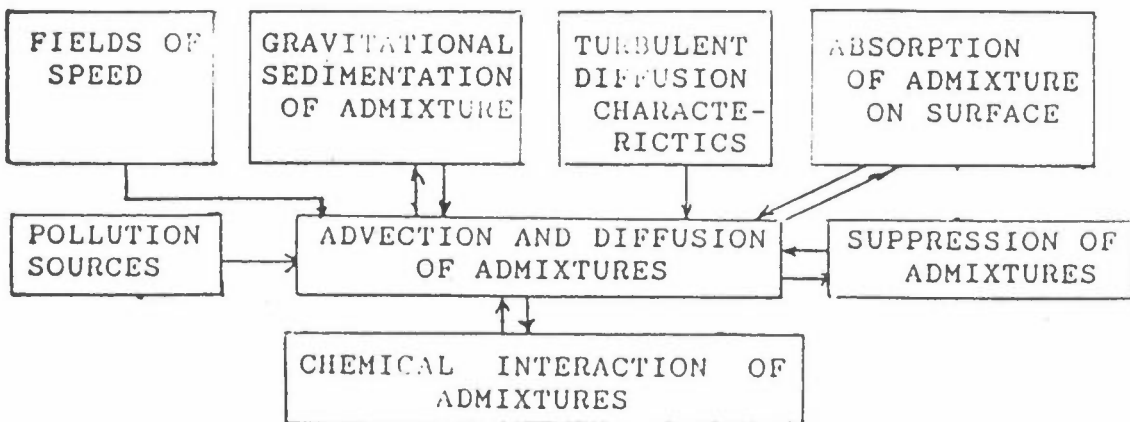 FIELDS OF
SPEED
GRAVITATIONAL
SEDIMENTATION
OF ADMIXTURE
TURBULENT
DIFFUSION
CHARACTE-
RICTICS
ABSORPTION
OF ADMIXTURE
ON SURFACE
POLLUTION
SOURCES
ADVECTION AND DIFFUSION
OF ADMIXTURES
SUPPRESSION OF
ADMIXTURES
CHEMICAL INTERACTION OF
ADMIXTURES